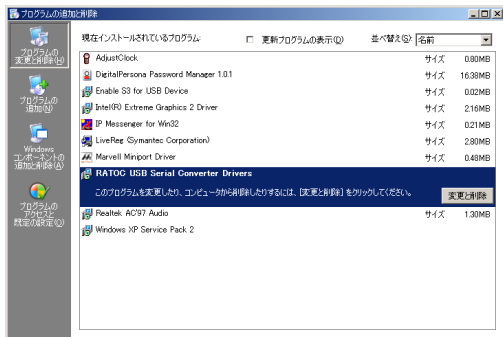 プログラムの追加と削除
プログラムの
変更と削除(H)
プログラムの
追加(N)
Windows
コンポーネントの
追加と削除(A)
プログラムの
アクセスと
既定の設定(O)
現在インストールされているプログラム: 更新プログラムの表示(D) 並べ替え(S): 名前
AdjustClock サイズ 0.80MB
DigitalPersona Password Manager 1.0.1 サイズ 16.38MB
Enable S3 for USB Device サイズ 0.02MB
Intel(R) Extreme Graphics 2 Driver サイズ 2.16MB
IP Messenger for Win32 サイズ 0.21MB
LiveReg (Symantec Corporation) サイズ 2.80MB
Marvell Miniport Driver サイズ 0.48MB
RATOC USB Serial Converter Drivers
このプログラムを変更したり、コンピュータから削除したりするには、[変更と削除] をクリックしてください。
変更と削除
Realtek AC'97 Audio サイズ 1.30MB
Windows XP Service Pack 2